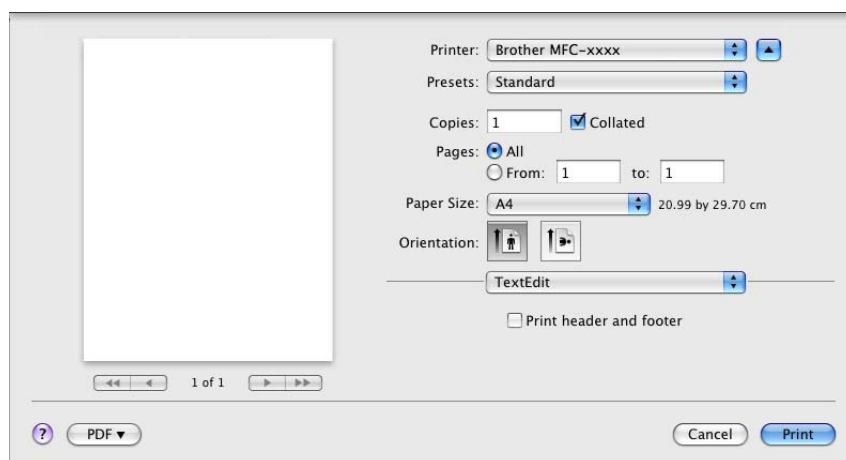 Printer: Brother MFC-xxxx
Presets: Standard
Copies: 1 Collated
Pages: All
From: 1 to: 1
Paper Size: A4 20.99 by 29.70 cm
Orientation:
TextEdit
Print header and footer
1 of 1
? PDF▼ Cancel Print